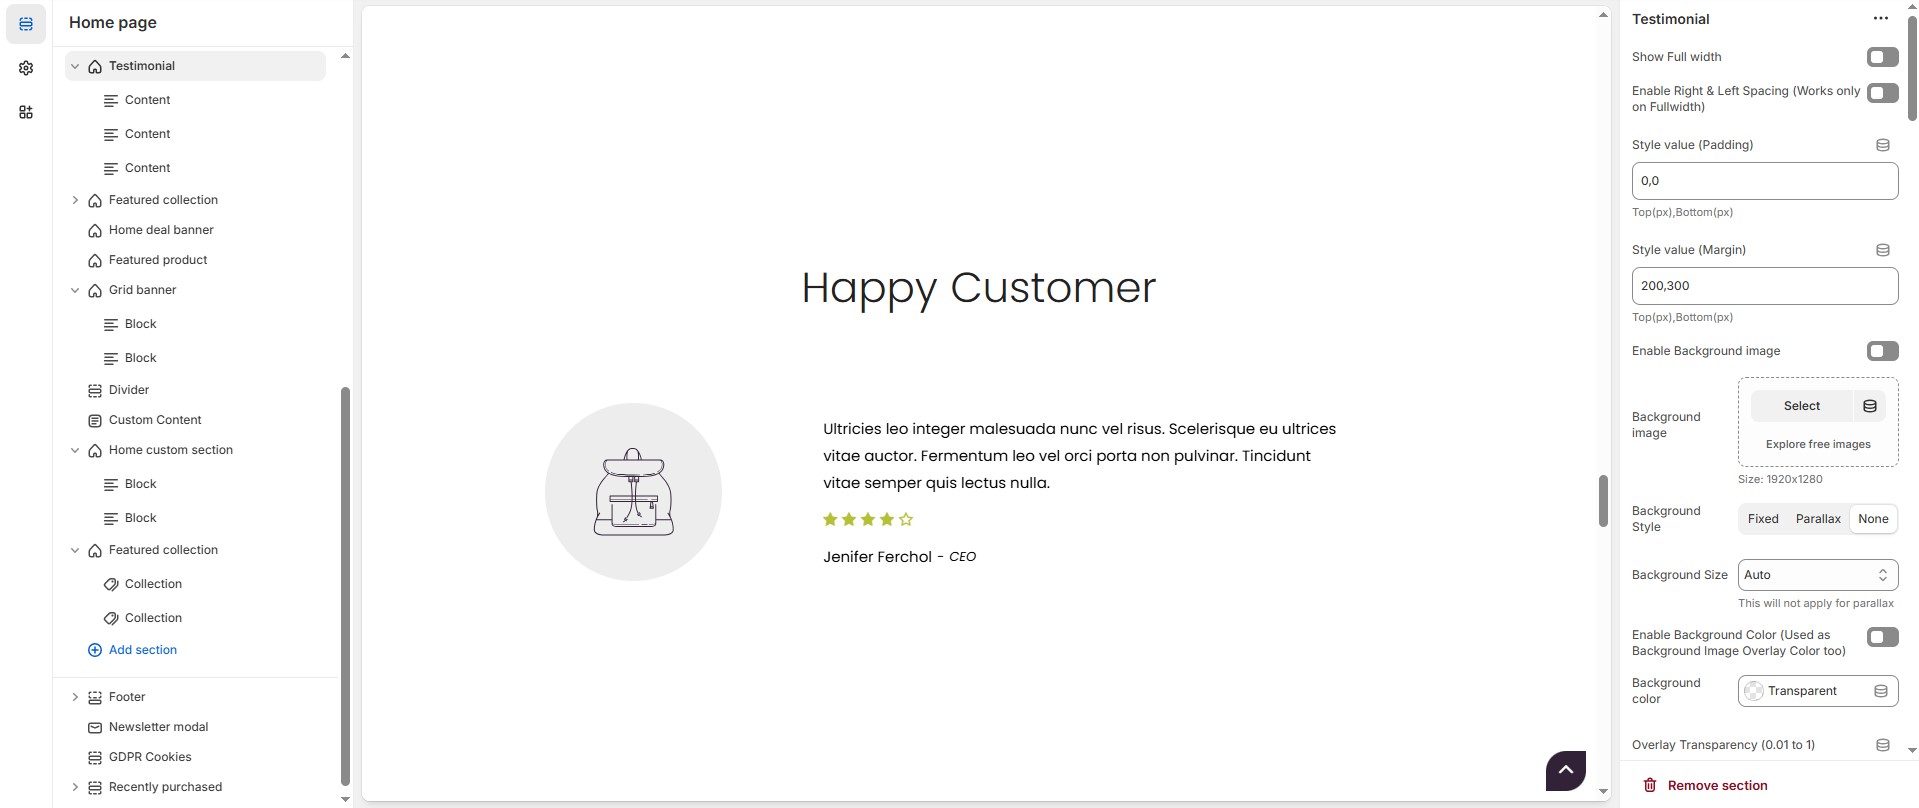 Home page
Testimonial
Content
Content
Content
Featured collection
Home deal banner
Featured product
Grid banner
Block
Block
Divider
Custom Content
Home custom section
Block
Block
Featured collection
Collection
Collection
Add section
Footer
Newsletter modal
GDPR Cookies
Recently purchased
Happy Customer
Ultricies leo integer malesuada nunc vel risus. Scelerisque eu ultrices
vitae auctor. Fermentum leo vel orci porta non pulvinar. Tincidunt
vitae semper quis lectus nulla.
Jenifer Ferchol - CEO
Testimonial
Show Full width
Enable Right & Left Spacing (Works only
on Fullwidth)
Style value (Padding)
0,0
Top(px),Bottom(px)
Style value (Margin)
200,300
Top(px),Bottom(px)
Enable Background image
Background
image
Select
Explore free images
Size: 1920x1280
Background
Style
Fixed Parallax None
Background Size Auto
This will not apply for parallax
Enable Background Color (Used as
Background Image Overlay Color too)
Background
color
Transparent
Overlay Transparency (0.01 to 1)
Remove section